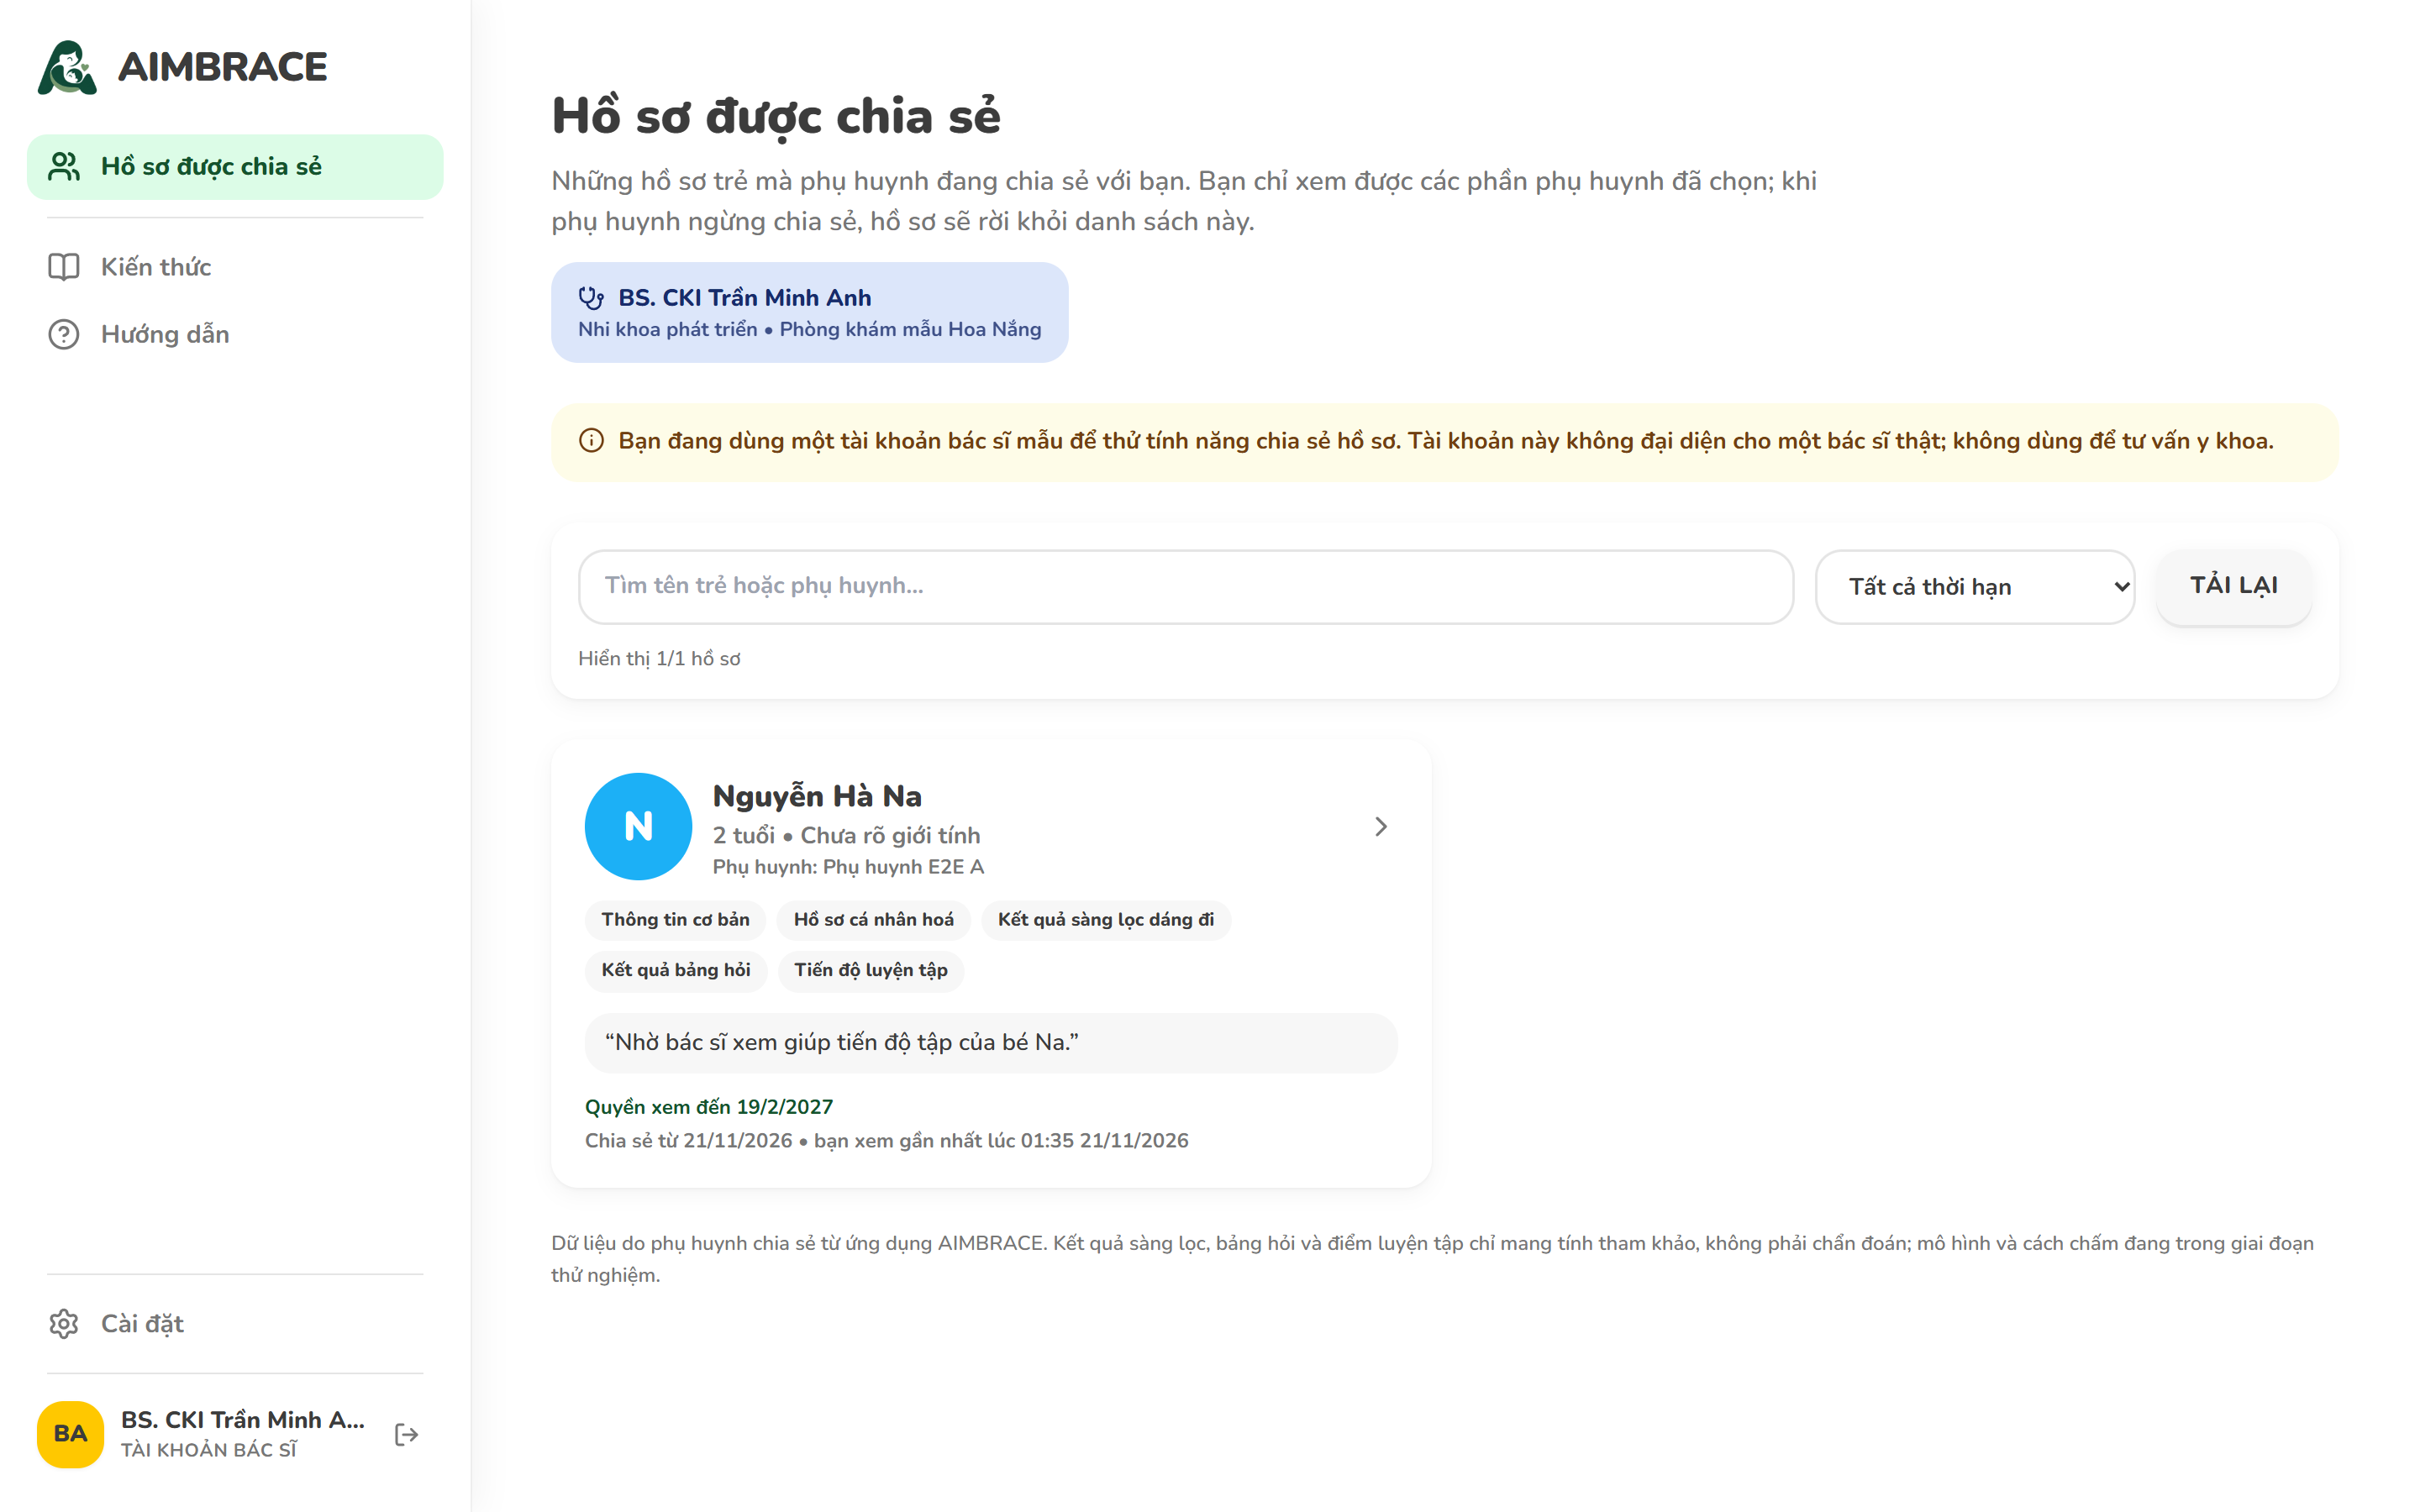 AIMBRACE
Hồ sơ được chia sẻ
Kiến thức
Hướng dẫn
Cài đặt
BA
BS. CKI Trần Minh A...
TÀI KHOẢN BÁC SĨ
Hồ sơ được chia sẻ
Những hồ sơ trẻ mà phụ huynh đang chia sẻ với bạn. Bạn chỉ xem được các phần phụ huynh đã chọn; khi
phụ huynh ngừng chia sẻ, hồ sơ sẽ rời khỏi danh sách này.
BS. CKI Trần Minh Anh
Nhi khoa phát triển • Phòng khám mẫu Hoa Nắng
Bạn đang dùng một tài khoản bác sĩ mẫu để thử tính năng chia sẻ hồ sơ. Tài khoản này không đại diện cho một bác sĩ thật; không dùng để tư vấn y khoa.
Tìm tên trẻ hoặc phụ huynh...
Tất cả thời hạn
TẢI LẠI
Hiển thị 1/1 hồ sơ
N
Nguyễn Hà Na
2 tuổi • Chưa rõ giới tính
Phụ huynh: Phụ huynh E2E A
Thông tin cơ bản
Hồ sơ cá nhân hoá
Kết quả sàng lọc dáng đi
Kết quả bảng hỏi
Tiến độ luyện tập
“Nhờ bác sĩ xem giúp tiến độ tập của bé Na.”
Quyền xem đến 19/2/2027
Chia sẻ từ 21/11/2026 • bạn xem gần nhất lúc 01:35 21/11/2026
Dữ liệu do phụ huynh chia sẻ từ ứng dụng AIMBRACE. Kết quả sàng lọc, bảng hỏi và điểm luyện tập chỉ mang tính tham khảo, không phải chẩn đoán; mô hình và cách chấm đang trong giai đoạn
thử nghiệm.